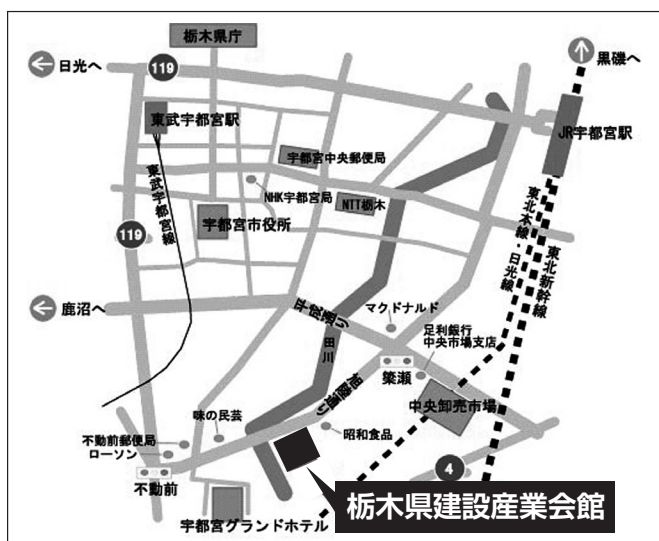 栃木県庁
日光へ
119
黒磯へ
東武宇都宮駅
JR宇都宮駅
宇都宮中央郵便局
NHK宇都宮局
NTT栃木
東武宇都宮線
宇都宮市役所
119
東北本線・日光線
東北新幹線
鹿沼へ
平成通り
マクドナルド
田川
足利銀行
中央市場支店
簗瀬
中央卸売市場
味の民芸
昭和食品
不動前郵便局
ローソン
不動前
4
宇都宮グランドホテル
栃木県建設産業会館